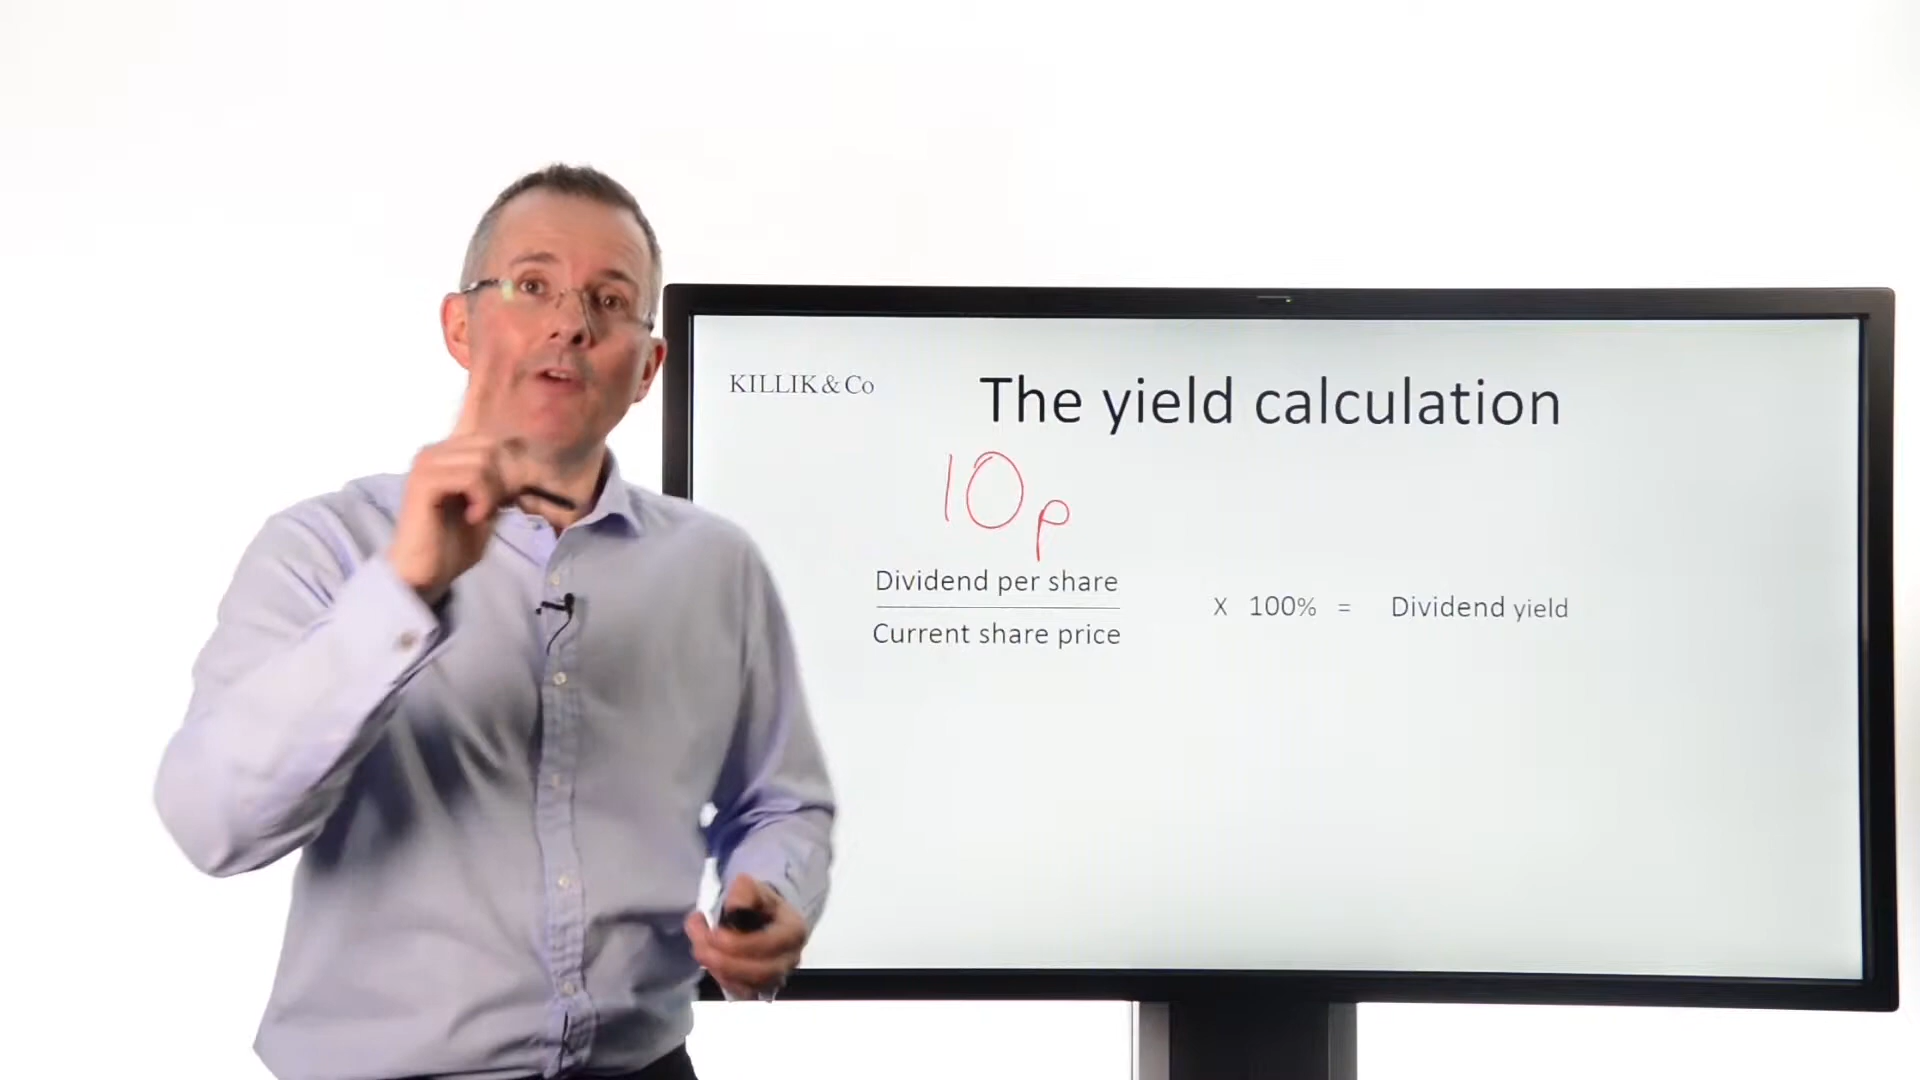 KILLIK & Co
The yield calculation
10p
Dividend per share
Current share price
X 100% = Dividend yield